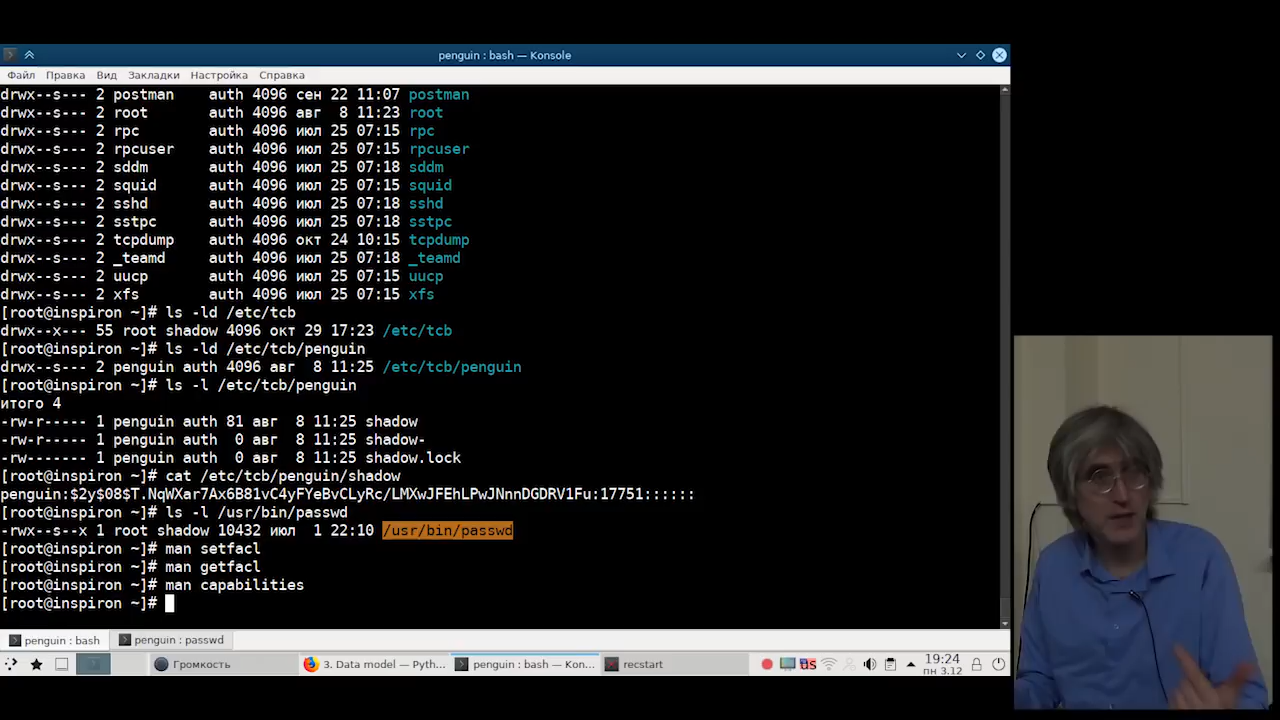 penguin : bash — Konsole
Файл Правка Вид Закладки Настройка Справка
drwx--s--- 2 postman auth 4096 сен 22 11:07 postman
drwx--s--- 2 root auth 4096 авг 8 11:23 root
drwx--s--- 2 rpc auth 4096 июл 25 07:15 rpc
drwx--s--- 2 rpcuser auth 4096 июл 25 07:15 rpcuser
drwx--s--- 2 sddm auth 4096 июл 25 07:18 sddm
drwx--s--- 2 squid auth 4096 июл 25 07:15 squid
drwx--s--- 2 sshd auth 4096 июл 25 07:18 sshd
drwx--s--- 2 sstpc auth 4096 июл 25 07:18 sstpc
drwx--s--- 2 tcpdump auth 4096 окт 24 10:15 tcpdump
drwx--s--- 2 _teamd auth 4096 июл 25 07:18 _teamd
drwx--s--- 2 uucp auth 4096 июл 25 07:15 uucp
drwx--s--- 2 xfs auth 4096 июл 25 07:15 xfs
[root@inspiron ~]# ls -ld /etc/tcb
drwx--x--- 55 root shadow 4096 окт 29 17:23 /etc/tcb
[root@inspiron ~]# ls -ld /etc/tcb/penguin
drwx--s--- 2 penguin auth 4096 авг 8 11:25 /etc/tcb/penguin
[root@inspiron ~]# ls -l /etc/tcb/penguin
итого 4
-rw-r----- 1 penguin auth 81 авг 8 11:25 shadow
-rw-r----- 1 penguin auth 0 авг 8 11:25 shadow-
-rw------- 1 penguin auth 0 авг 8 11:25 shadow.lock
[root@inspiron ~]# cat /etc/tcb/penguin/shadow
penguin:$2y$08$T.NqWXar7Ax6B81vC4yFYeBvCLyRc/LMXwJFEhLPwJNnnDGDRV1Fu:17751::::::
[root@inspiron ~]# ls -l /usr/bin/passwd
-rwx--s--x 1 root shadow 10432 июл 1 22:10 /usr/bin/passwd
[root@inspiron ~]# man setfacl
[root@inspiron ~]# man getfacl
[root@inspiron ~]# man capabilities
[root@inspiron ~]#
penguin : bash penguin : passwd
Громкость 3. Data model — Pyth... penguin : bash — Kon... recstart US 19:24
пн 3.12